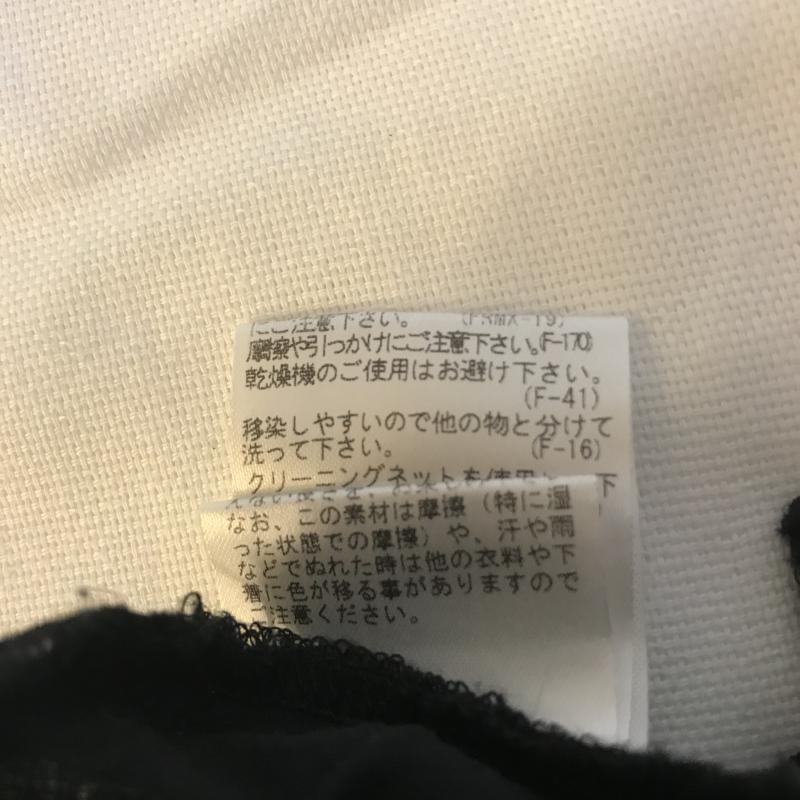 にご注意下さい。 (FSMX-19)
摩擦や引っかけにご注意下さい。(F-170)
乾燥機のご使用はお避け下さい。
(F-41)
移染しやすいので他の物と分けて
洗って下さい。 (F-16)
クリーニングネットを使用 下
なお、この素材は摩擦（特に湿
った状態での摩擦）や、汗や雨
などでぬれた時は他の衣料や下
着に色が移る事がありますので
ご注意ください。